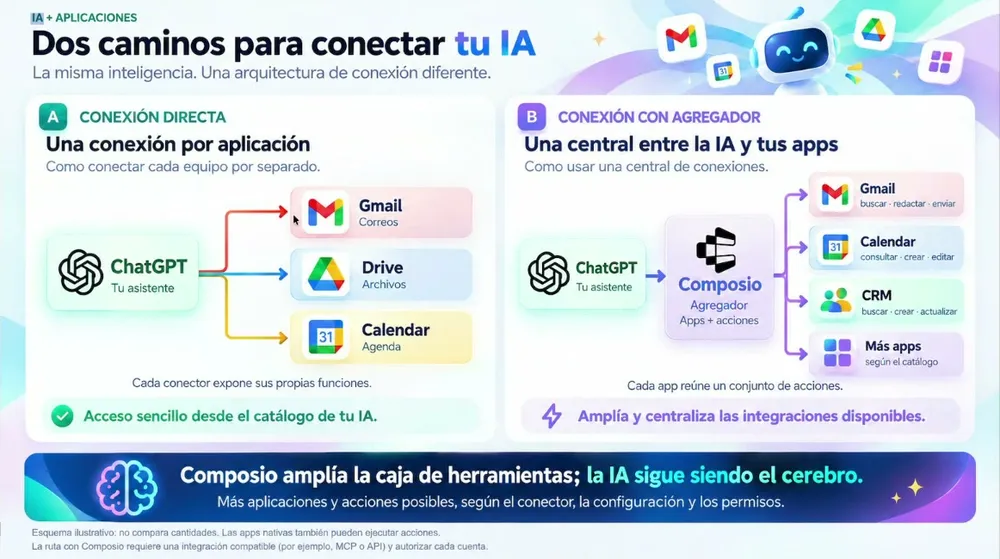 IA + APLICACIONES
Dos caminos para conectar tu IA
La misma inteligencia. Una arquitectura de conexión diferente.
31
A CONEXIÓN DIRECTA
Una conexión por aplicación
Como conectar cada equipo por separado.
ChatGPT
Tu asistente
Gmail
Correos
Drive
Archivos
31
Calendar
Agenda
Cada conector expone sus propias funciones.
Acceso sencillo desde el catálogo de tu IA.
B CONEXIÓN CON AGREGADOR
Una central entre la IA y tus apps
Como usar una central de conexiones.
ChatGPT
Tu asistente
Composio
Agregador
Apps + acciones
Gmail
buscar · redactar · enviar
31
Calendar
consultar · crear · editar
CRM
buscar · crear · actualizar
Más apps
según el catálogo
Cada app reúne un conjunto de acciones.
Amplía y centraliza las integraciones disponibles.
Composio amplía la caja de herramientas; la IA sigue siendo el cerebro.
Más aplicaciones y acciones posibles, según el conector, la configuración y los permisos.
Esquema ilustrativo: no compara cantidades. Las apps nativas también pueden ejecutar acciones.
La ruta con Composio requiere una integración compatible (por ejemplo, MCP o API) y autorizar cada cuenta.